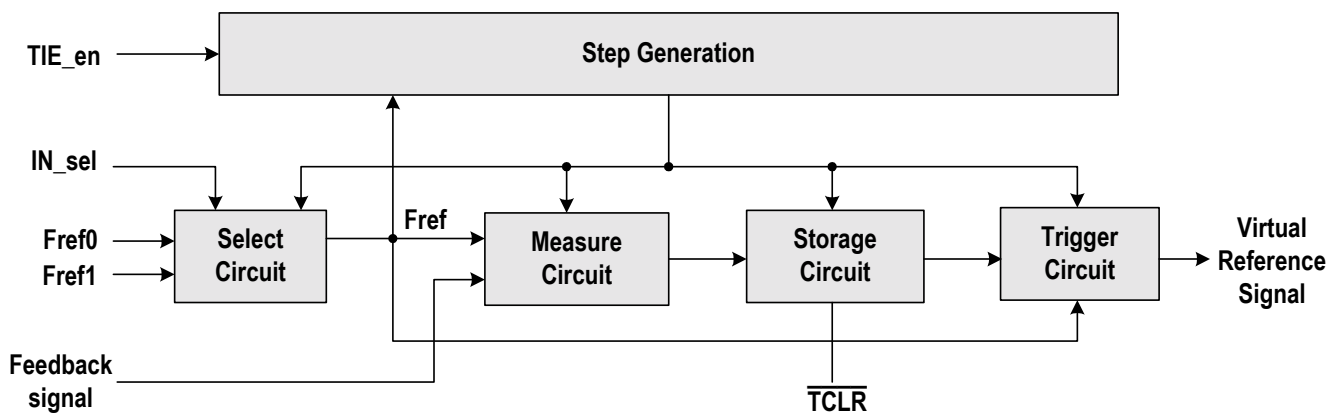 TIE_en
Step Generation
IN_sel
Fref0
Fref1
Select
Circuit
Fref
Measure
Circuit
Storage
Circuit
Trigger
Circuit
Virtual
Reference
Signal
Feedback
signal
TCLR